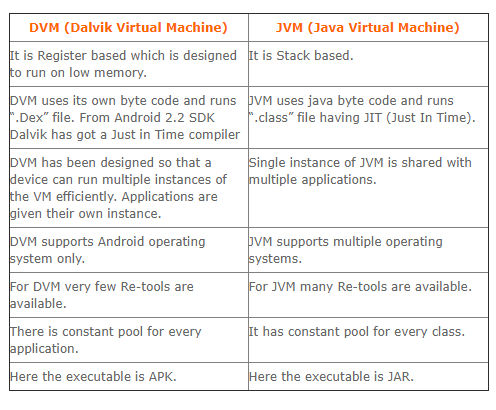 DVM (Dalvik Virtual Machine)
JVM (Java Virtual Machine)
It is Register based which is designed
to run on low memory.
It is Stack based.
DVM uses its own byte code and runs
“.Dex” file. From Android 2.2 SDK
Dalvik has got a Just in Time compiler
JVM uses java byte code and runs
“.class” file having JIT (Just In Time).
DVM has been designed so that a
device can run multiple instances of
the VM efficiently. Applications are
given their own instance.
Single instance of JVM is shared with
multiple applications.
DVM supports Android operating
system only.
JVM supports multiple operating
systems.
For DVM very few Re-tools are
available.
For JVM many Re-tools are available.
There is constant pool for every
application.
It has constant pool for every class.
Here the executable is APK.
Here the executable is JAR.